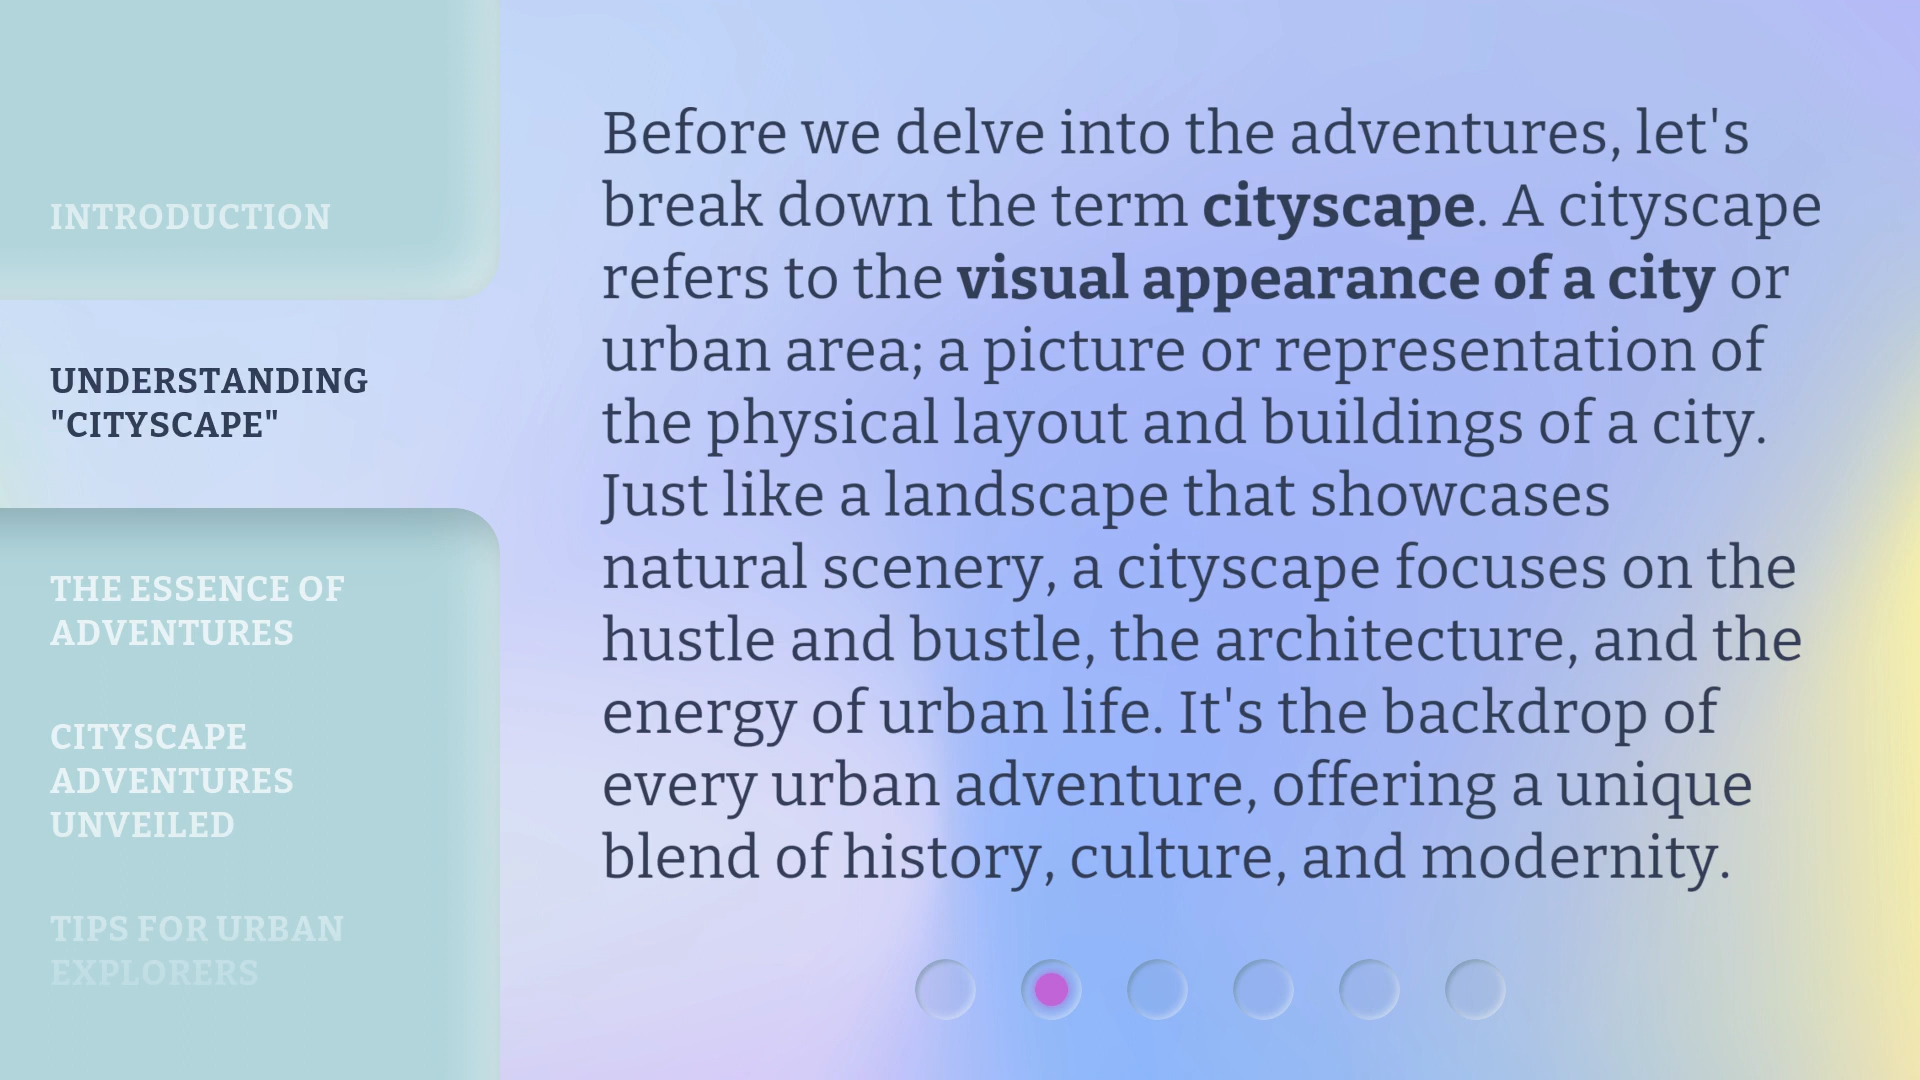 INTRODUCTION
UNDERSTANDING
"CITYSCAPE"
THE ESSENCE OF
ADVENTURES
CITYSCAPE
ADVENTURES
UNVEILED
TIPS FOR URBAN
EXPLORERS
Before we delve into the adventures, let's
break down the term cityscape. A cityscape
refers to the visual appearance of a city or
urban area; a picture or representation of
the physical layout and buildings of a city.
Just like a landscape that showcases
natural scenery, a cityscape focuses on the
hustle and bustle, the architecture, and the
energy of urban life. It's the backdrop of
every urban adventure, offering a unique
blend of history, culture, and modernity.